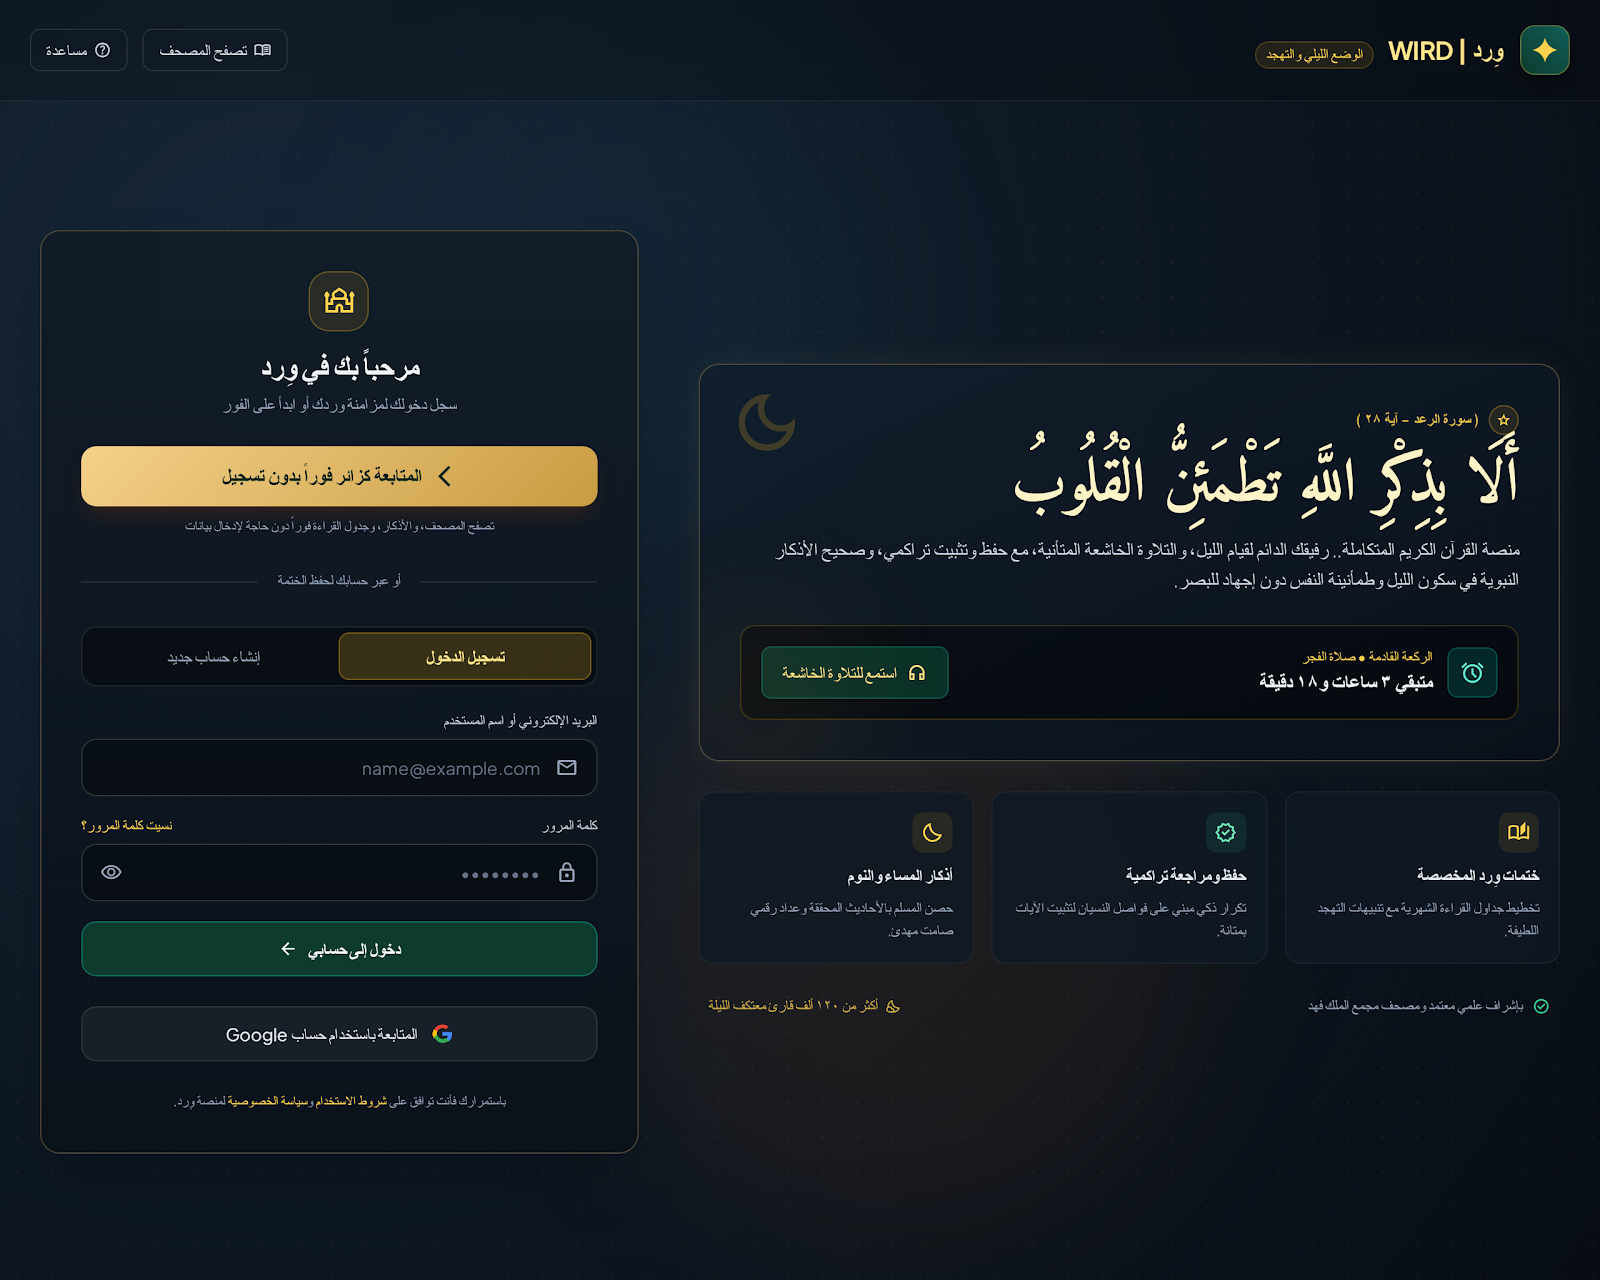 وِرد | WIRD
الوضع الليلي والتهجد
تصفح المصحف
مساعدة
( سورة الرعد – آية ٢٨ )
أَلَا بِذِكْرِ اللَّهِ تَطْمَئِنُّ الْقُلُوبُ
منصة القرآن الكريم المتكاملة.. رفيقك الدائم لقيام الليل، والتلاوة الخاشعة المتأنية، مع حفظ وتثبيت تراكمي، وصحيح الأذكار
النبوية في سكون الليل وطمأنينة النفس دون إجهاد للبصر.
الركعة القادمة • صلاة الفجر
متبقي ٣ ساعات و١٨ دقيقة
استمع للتلاوة الخاشعة
ختمات وِرد المخصصة
تخطيط جداول القراءة الشهرية مع تنبيهات التهجد
اللطيفة.
حفظ ومراجعة تراكمية
تكرار ذكي مبني على فواصل النسيان لتثبيت الآيات
بمتانة.
أذكار المساء والنوم
حصن المسلم بالأحاديث المحققة وعداد رقمي
صامت مهدئ.
بإشراف علمي معتمد ومصحف مجمع الملك فهد
أكثر من ١٢٠ ألف قارئ معتكف الليلة
مرحباً بك في وِرد
سجل دخولك لمزامنة وردك أو ابدأ على الفور
المتابعة كزائر فوراً بدون تسجيل
تصفح المصحف، والأذكار، وجدول القراءة فوراً دون حاجة لإدخال بيانات
أو عبر حسابك لحفظ الختمة
تسجيل الدخول
إنشاء حساب جديد
البريد الإلكتروني أو اسم المستخدم
name@example.com
كلمة المرور
نسيت كلمة المرور؟
••••••••
دخول إلى حسابي
المتابعة باستخدام حساب Google
باستمرارك فأنت توافق على شروط الاستخدام وسياسة الخصوصية لمنصة وِرد.